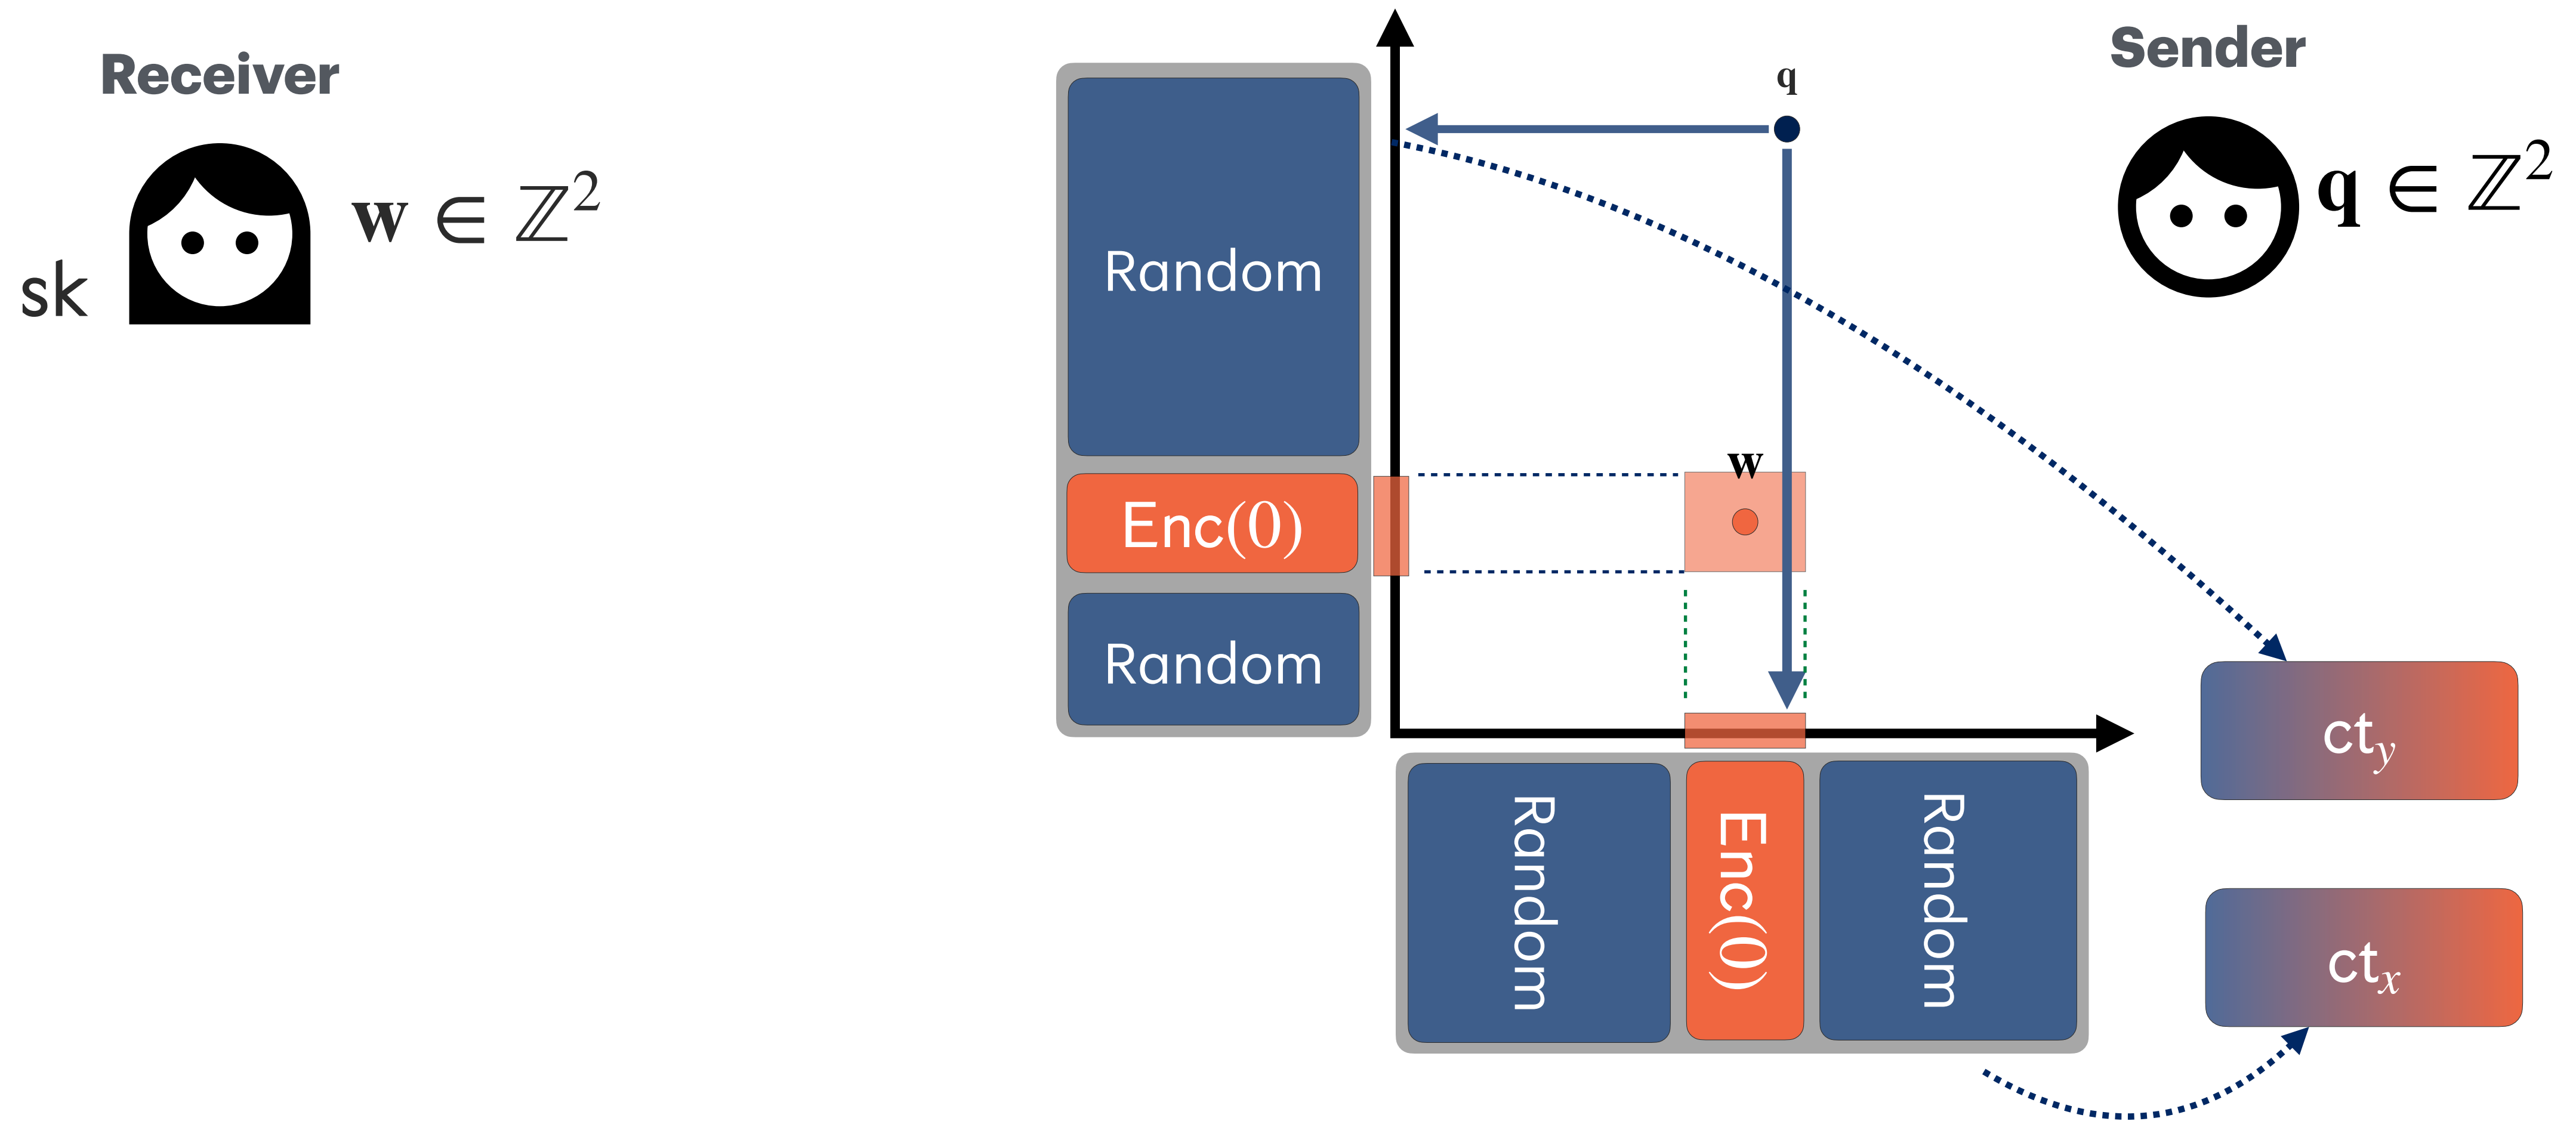 Receiver
sk
𝐰 ∈ ℤ²
Random
Enc(0)
Random
𝐪
𝐰
Random
Enc(0)
Random
Sender
𝐪 ∈ ℤ²
ct_y
ct_x